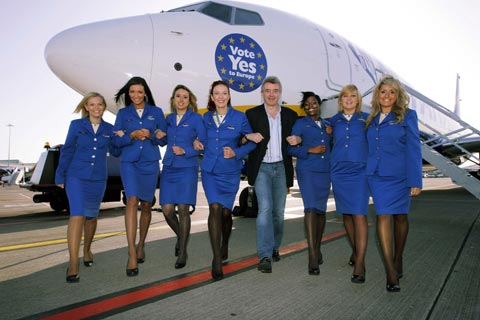 Vote
Yes
to Europe